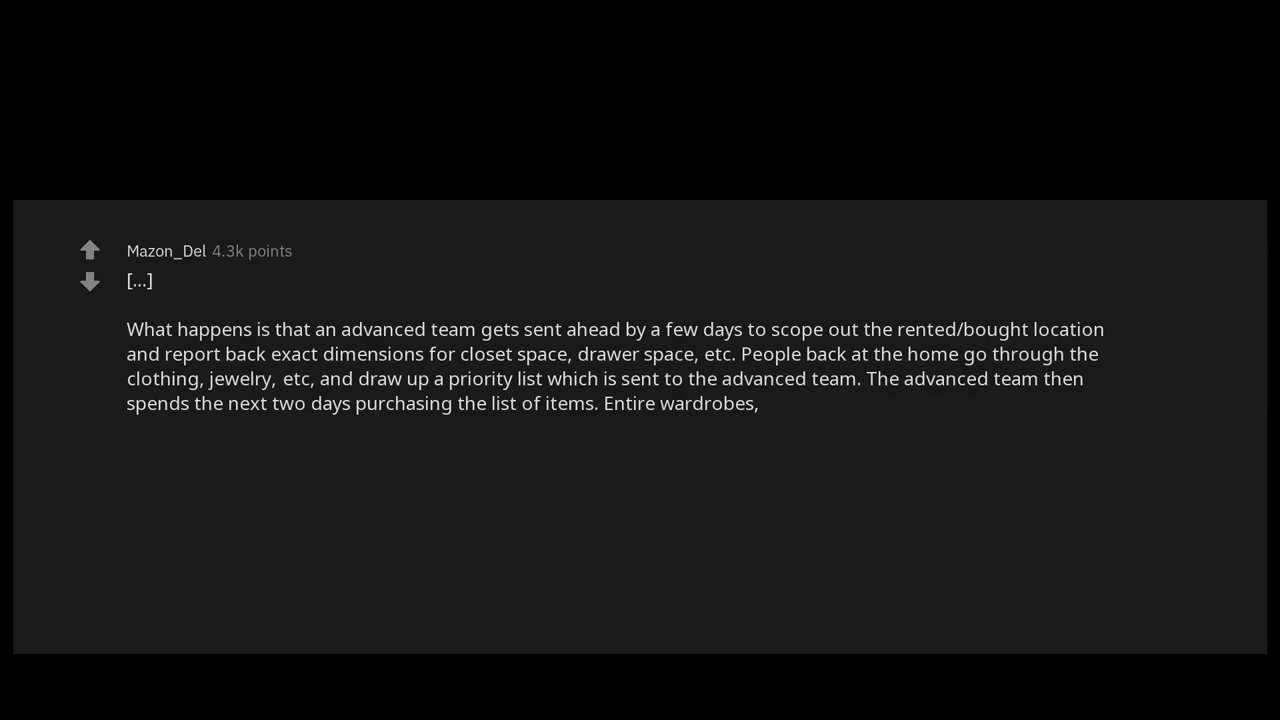 Mazon_Del 4.3k points
[...]
What happens is that an advanced team gets sent ahead by a few days to scope out the rented/bought location
and report back exact dimensions for closet space, drawer space, etc. People back at the home go through the
clothing, jewelry, etc, and draw up a priority list which is sent to the advanced team. The advanced team then
spends the next two days purchasing the list of items. Entire wardrobes,